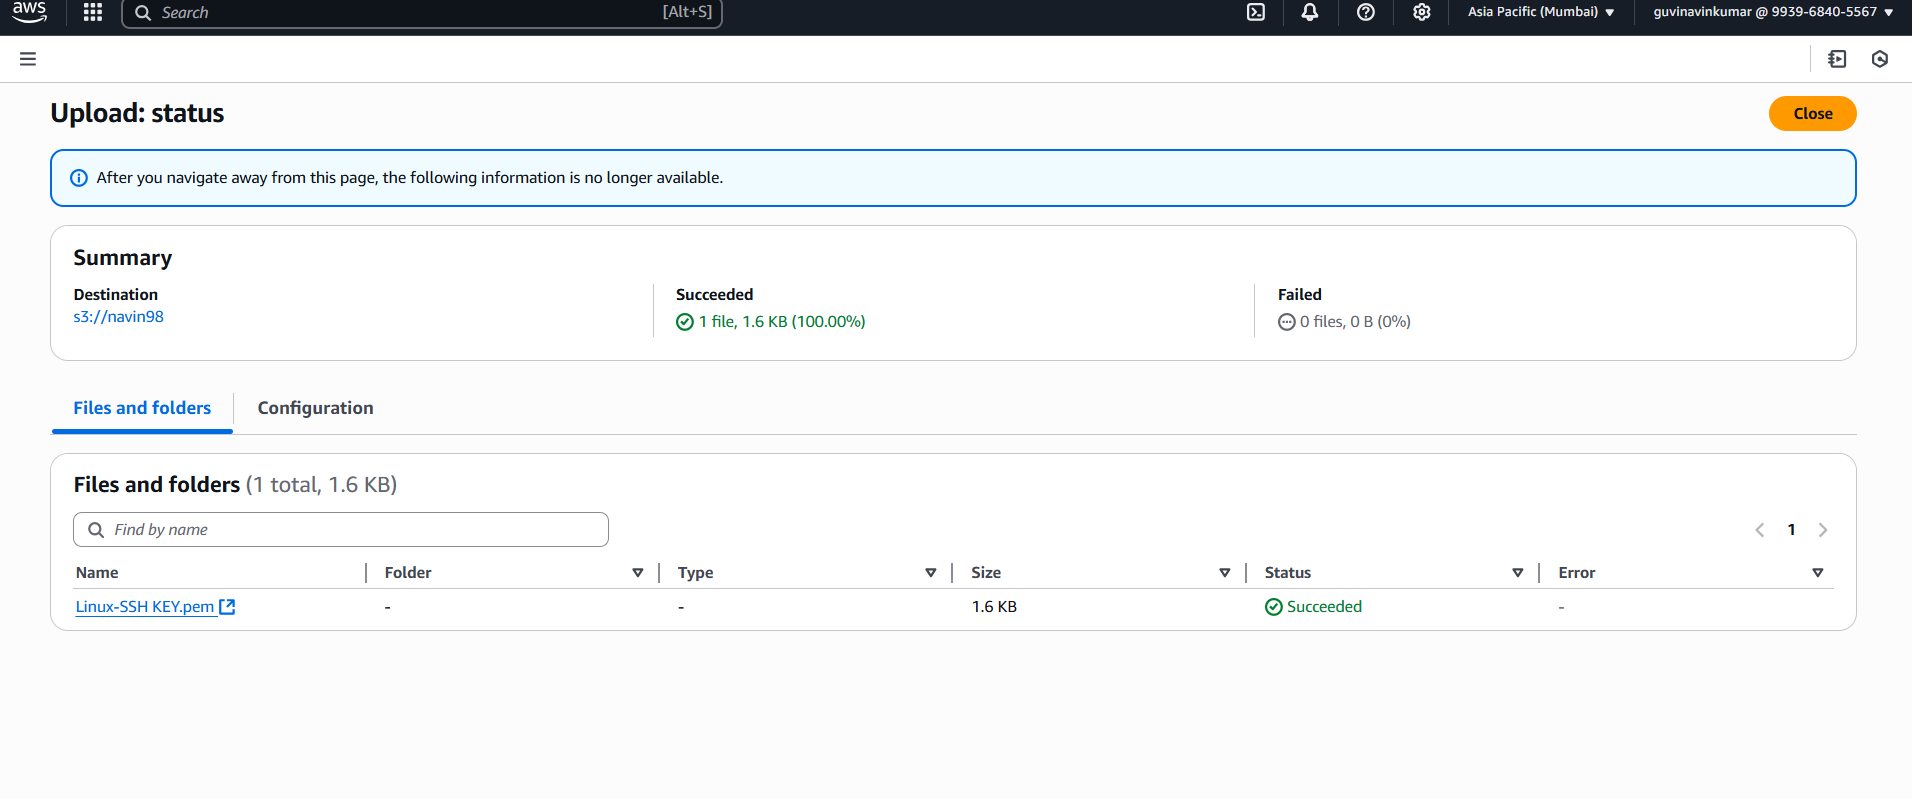 aws
Search [Alt+S]
Asia Pacific (Mumbai)
guvinavinkumar @ 9939-6840-5567
Upload: status
Close
After you navigate away from this page, the following information is no longer available.
Summary
Destination
s3://navin98
Succeeded
1 file, 1.6 KB (100.00%)
Failed
0 files, 0 B (0%)
Files and folders
Configuration
Files and folders (1 total, 1.6 KB)
Find by name
1
Name Folder Type Size Status Error
Linux-SSH KEY.pem - - 1.6 KB Succeeded -